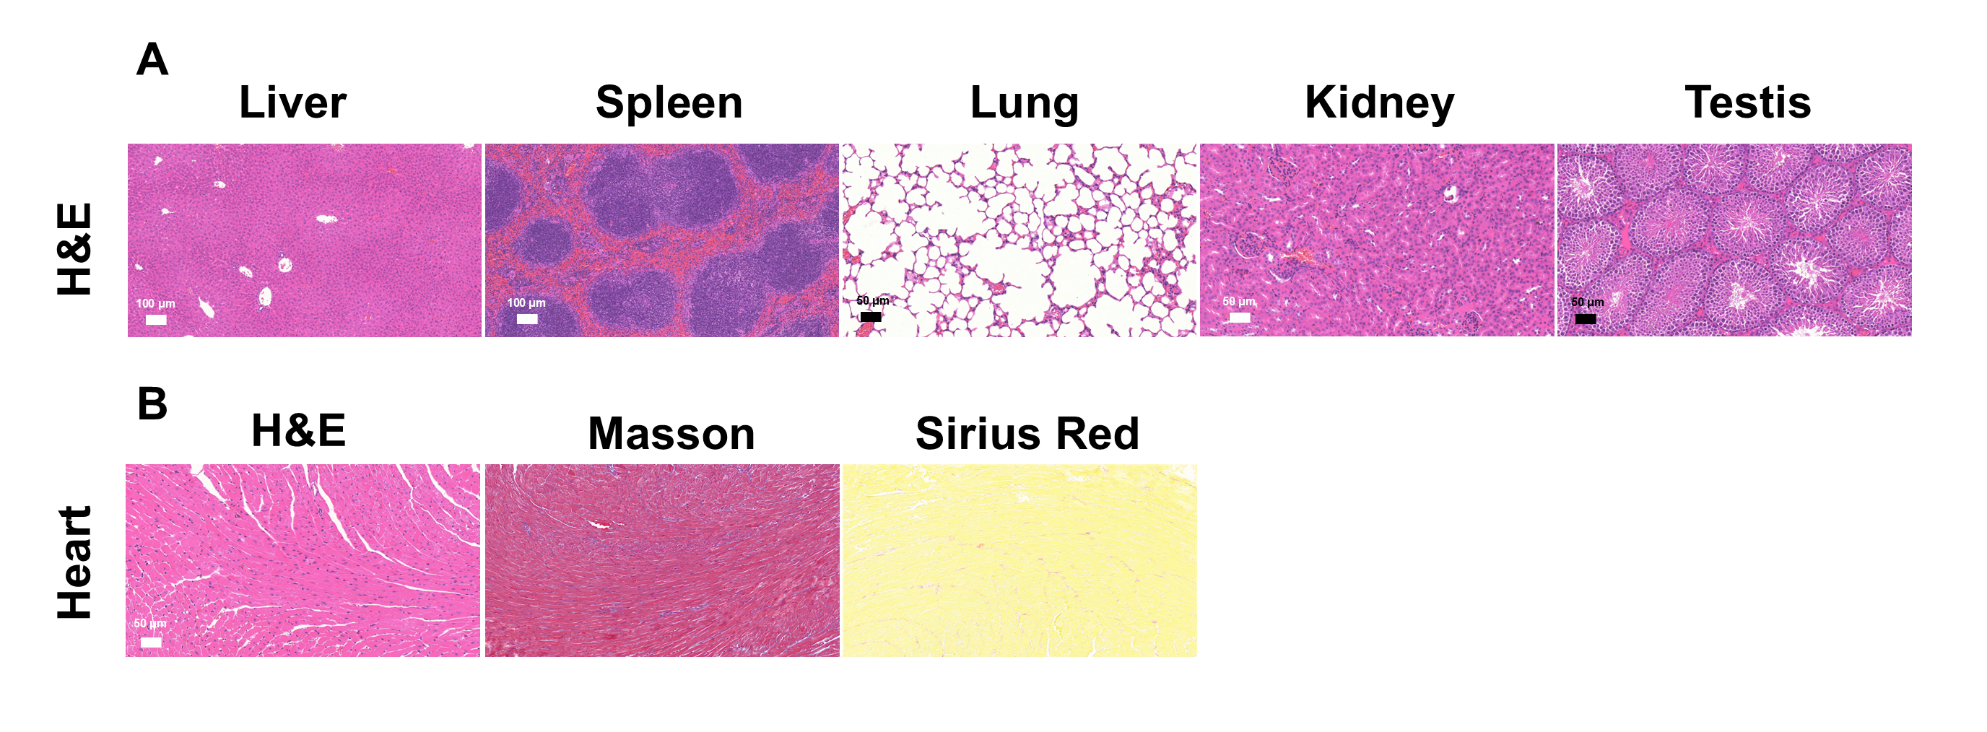 A
Liver Spleen Lung Kidney Testis
H&E
100 µm 100 µm 50 µm 50 µm 50 µm
B
H&E Masson Sirius Red
Heart
50 µm